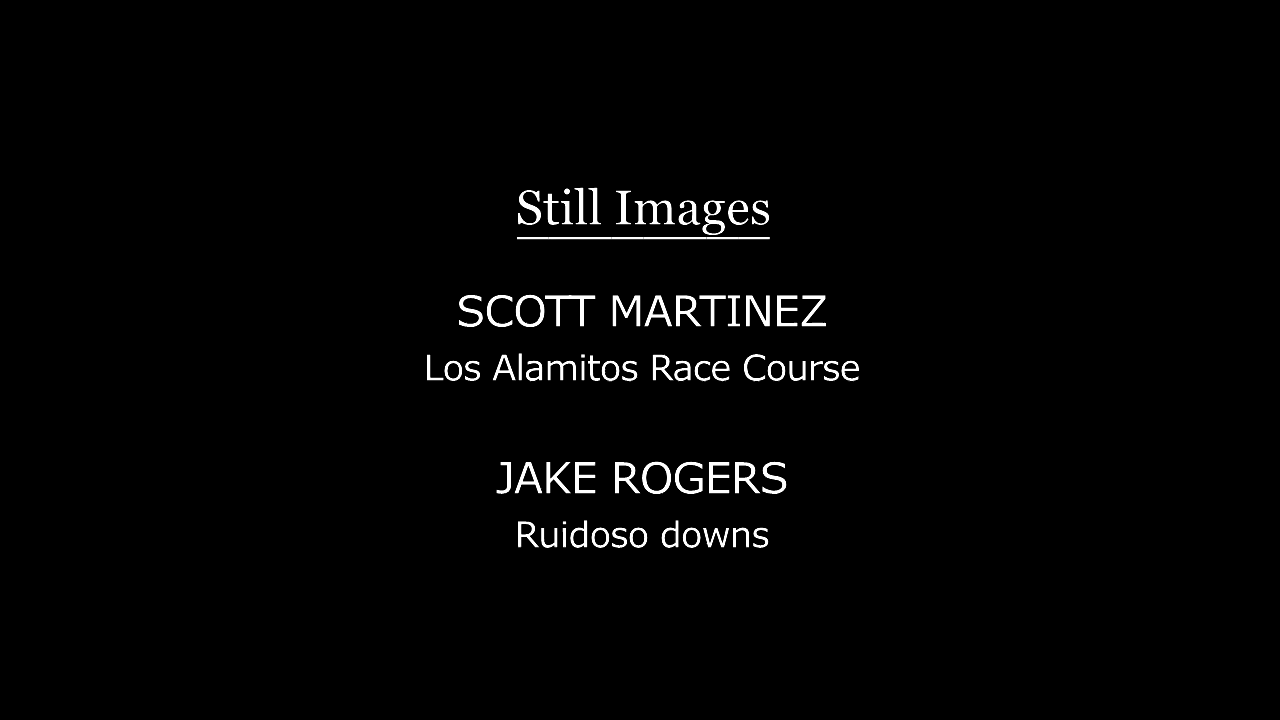 Still Images
SCOTT MARTINEZ
Los Alamitos Race Course
JAKE ROGERS
Ruidoso downs